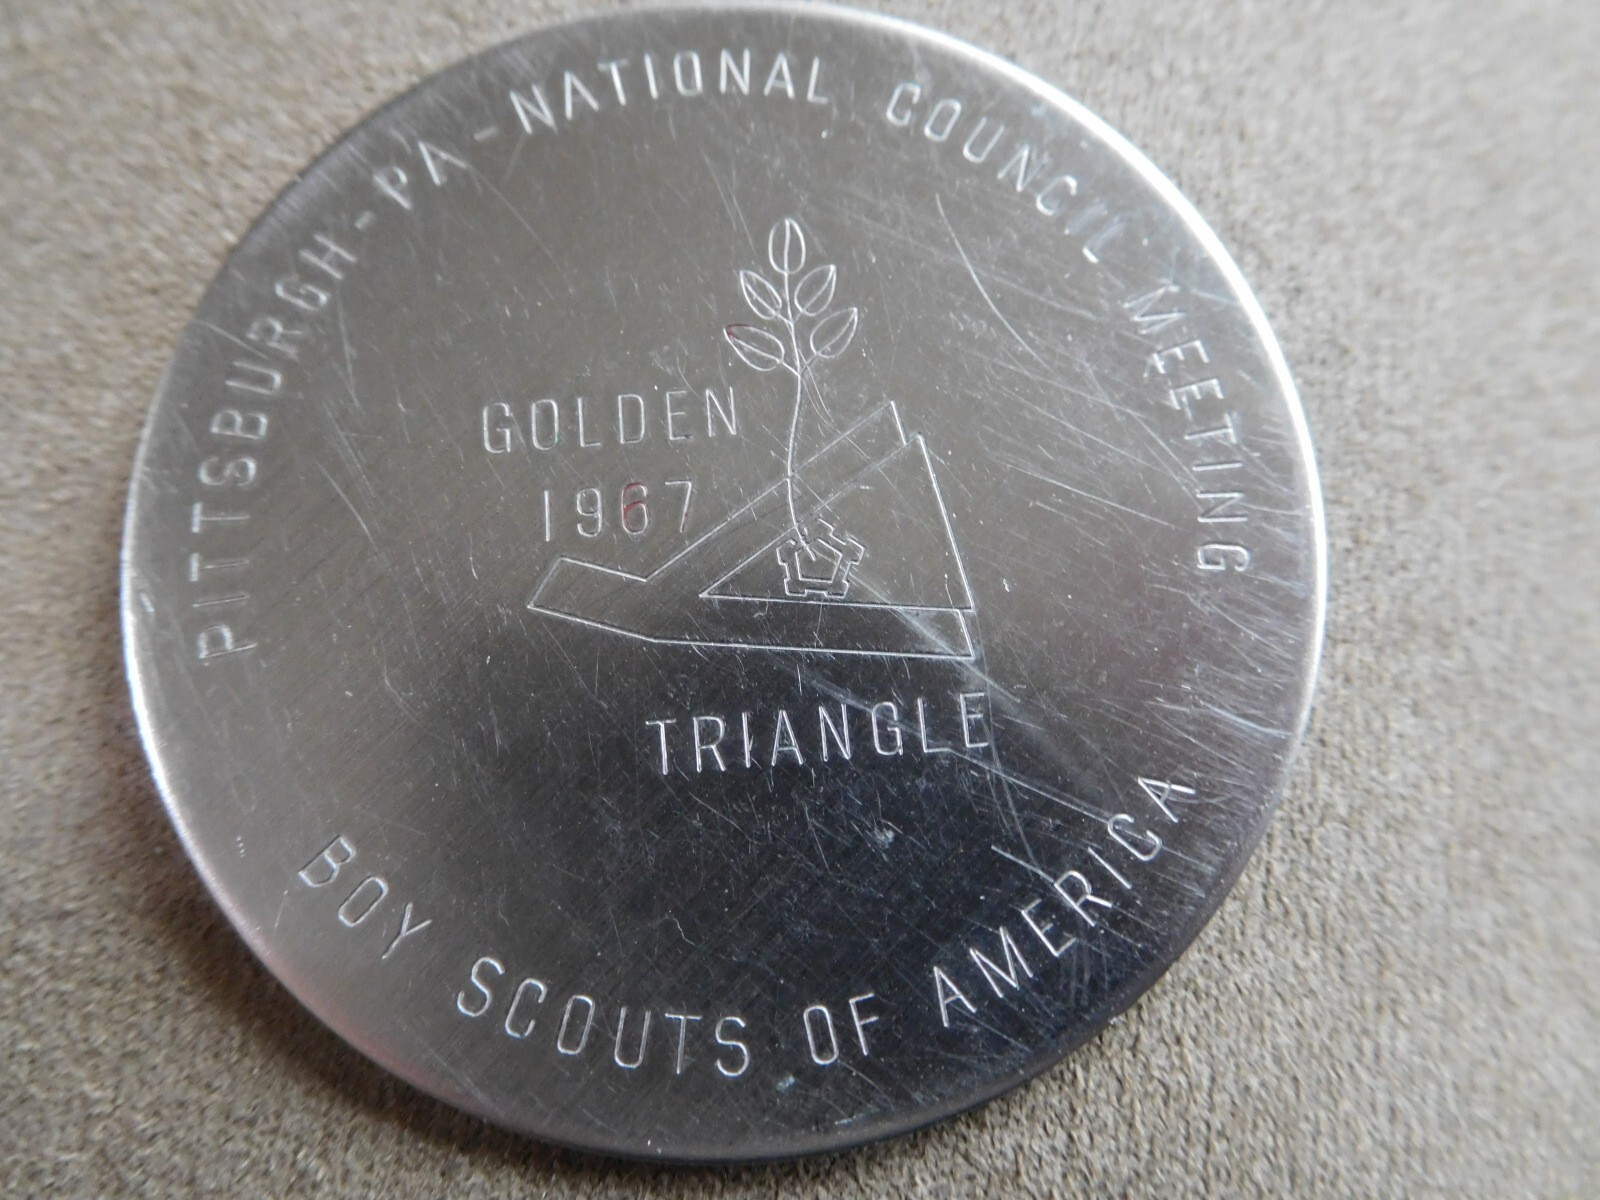 PITTSBURGH - PA - NATIONAL COUNCIL MEETING
GOLDEN
1967
TRIANGLE
BOY SCOUTS OF AMERICA